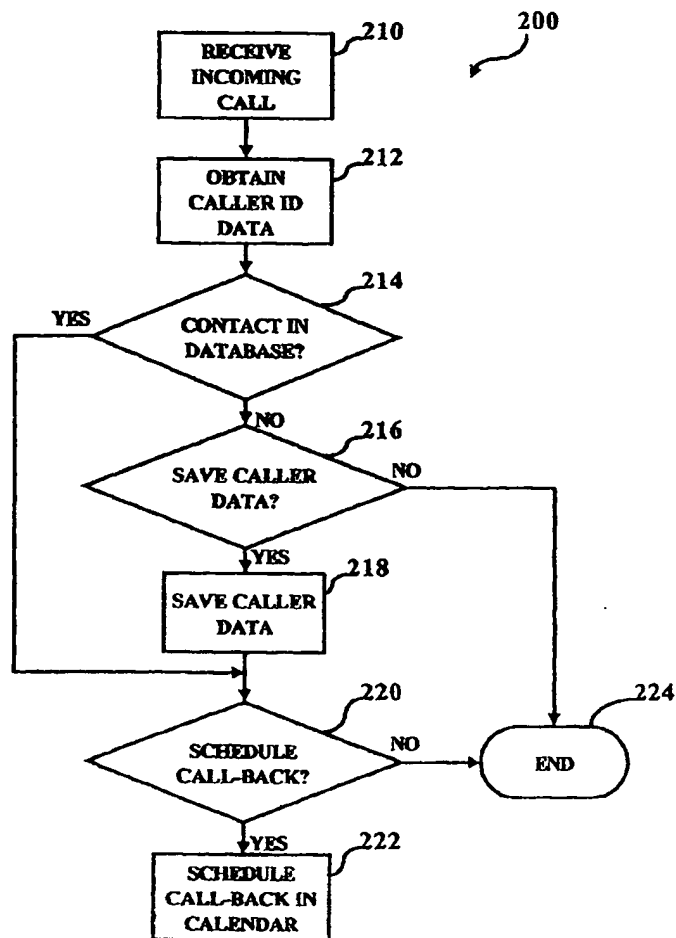 210
200
RECEIVE
INCOMING
CALL
212
OBTAIN
CALLER ID
DATA
214
YES
CONTACT IN
DATABASE?
NO
216
SAVE CALLER
DATA?
NO
YES
218
SAVE CALLER
DATA
220
224
SCHEDULE
CALL-BACK?
NO
END
YES
222
SCHEDULE
CALL-BACK IN
CALENDAR